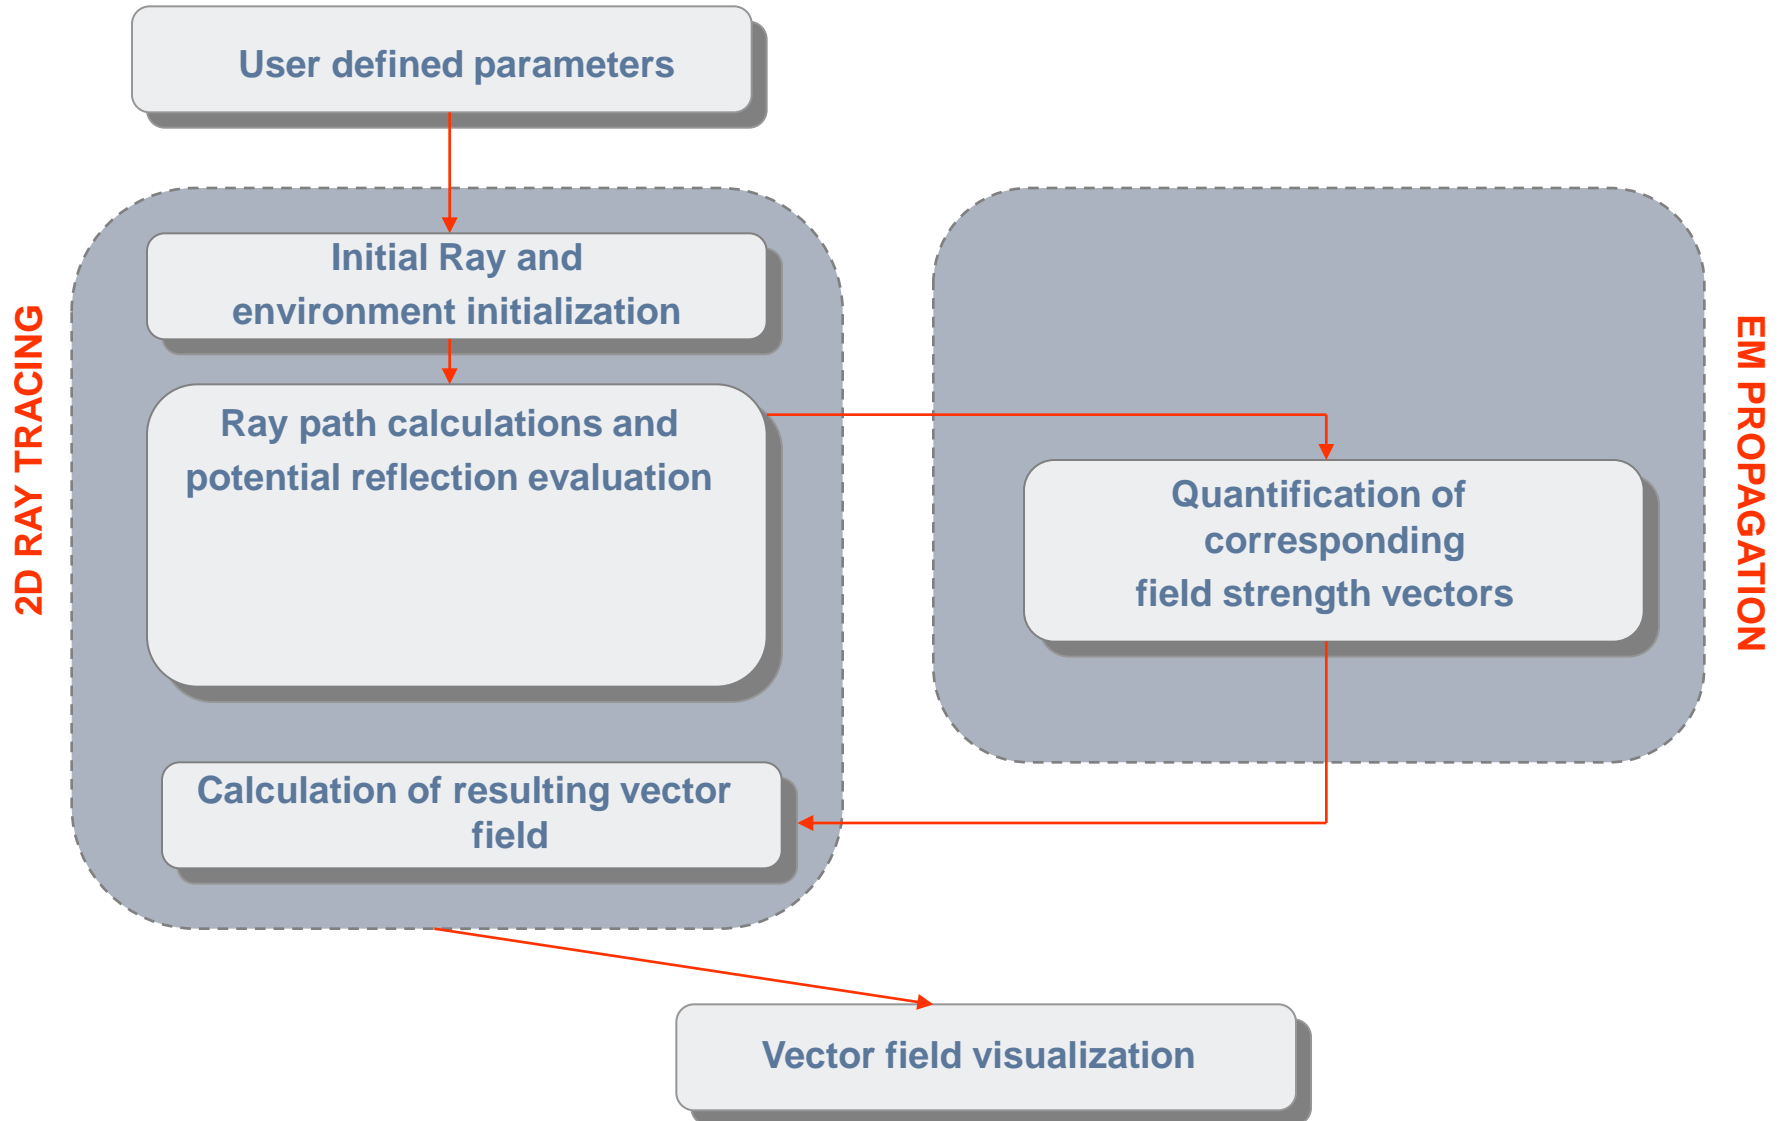 User defined parameters
2D RAY TRACING
Initial Ray and
environment initialization
Ray path calculations and
potential reflection evaluation
Calculation of resulting vector
field
EM PROPAGATION
Quantification of
corresponding
field strength vectors
Vector field visualization